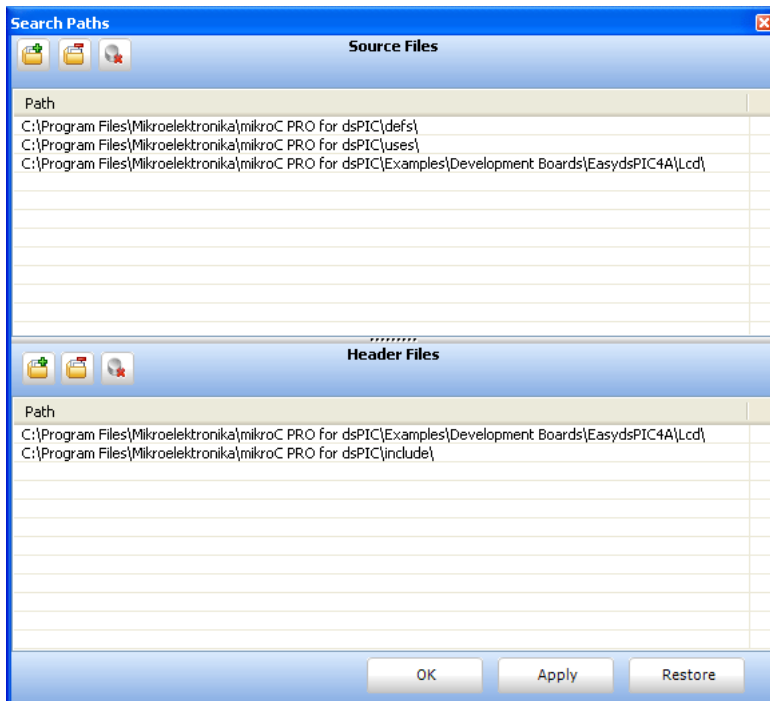 Search Paths
Source Files
Path
C:\Program Files\Mikroelektronika\mikroC PRO for dsPIC\defs\
C:\Program Files\Mikroelektronika\mikroC PRO for dsPIC\uses\
C:\Program Files\Mikroelektronika\mikroC PRO for dsPIC\Examples\Development Boards\EasydsPIC4A\Lcd\
Header Files
Path
C:\Program Files\Mikroelektronika\mikroC PRO for dsPIC\Examples\Development Boards\EasydsPIC4A\Lcd\
C:\Program Files\Mikroelektronika\mikroC PRO for dsPIC\include\
OK Apply Restore